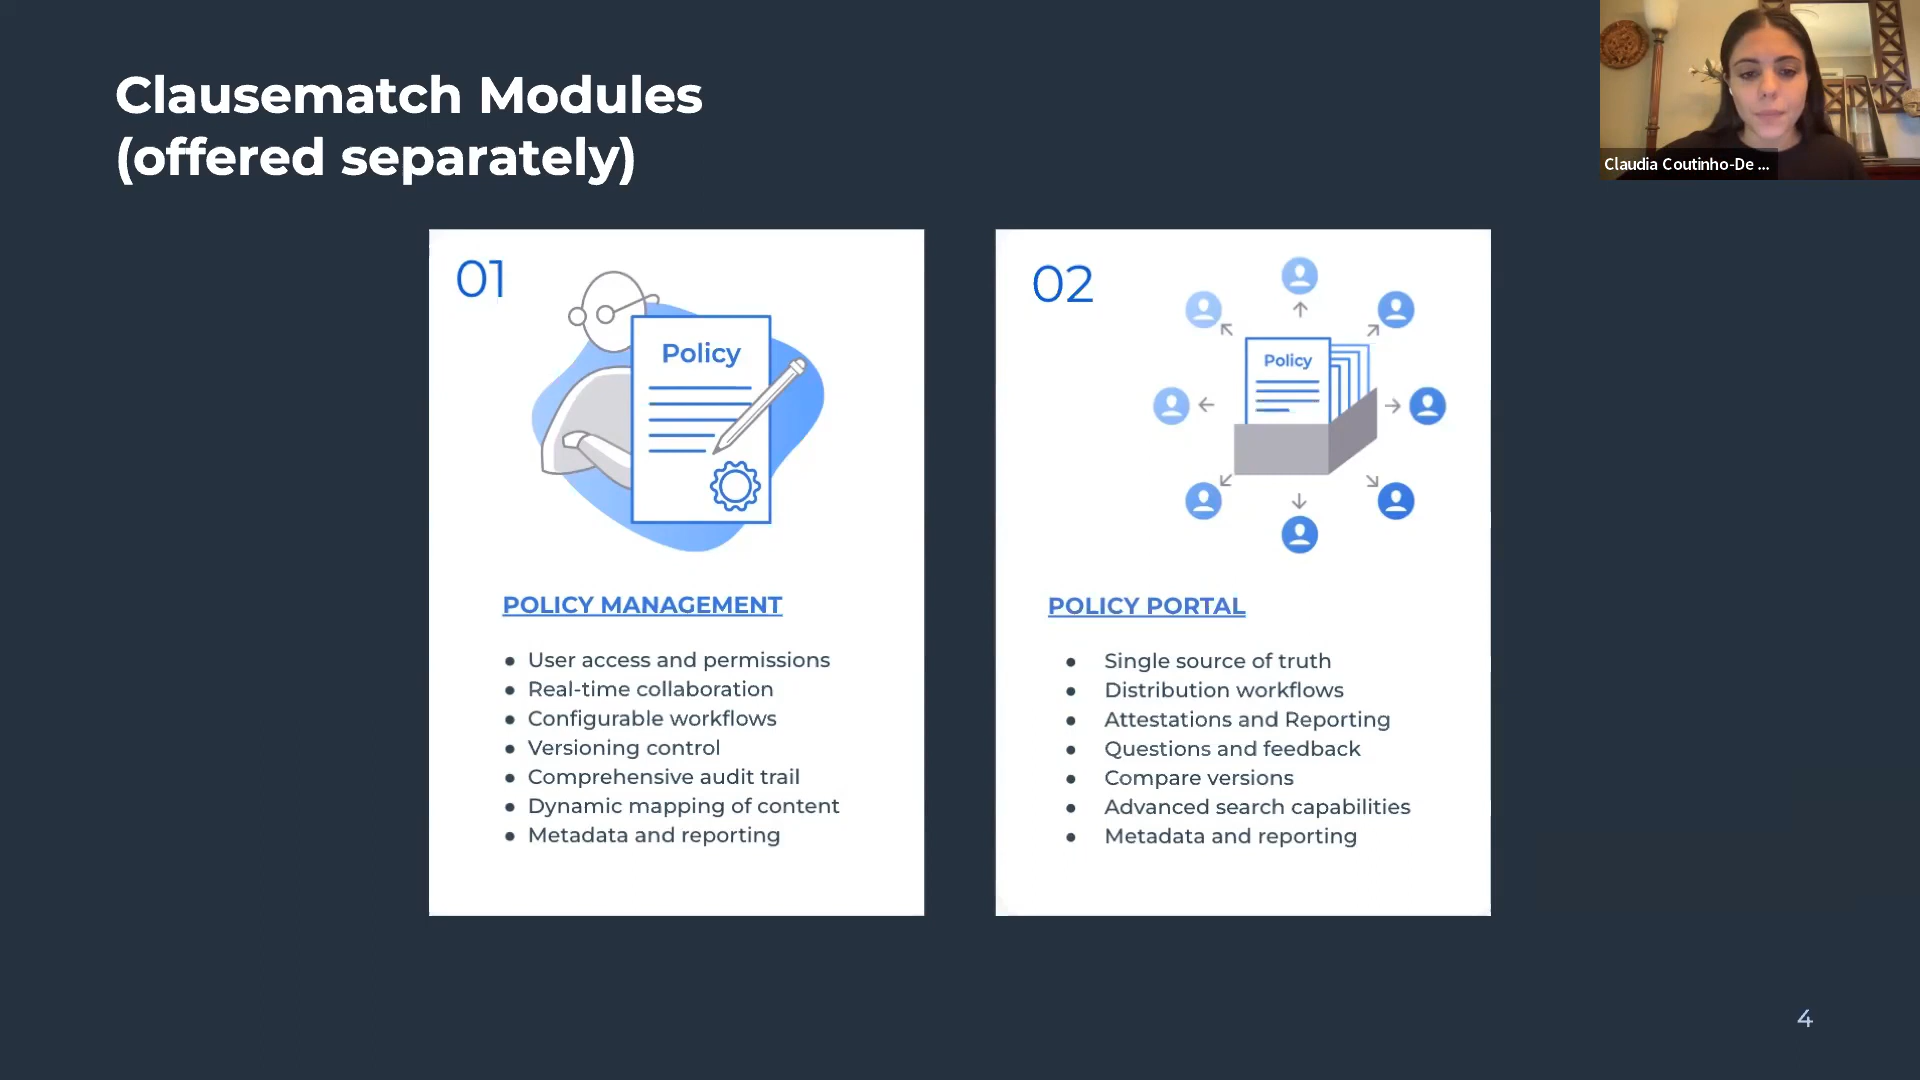 Clausematch Modules
(offered separately)
Claudia Coutinho-De ...
01
Policy
POLICY MANAGEMENT
● User access and permissions
● Real-time collaboration
● Configurable workflows
● Versioning control
● Comprehensive audit trail
● Dynamic mapping of content
● Metadata and reporting
02
Policy
POLICY PORTAL
● Single source of truth
● Distribution workflows
● Attestations and Reporting
● Questions and feedback
● Compare versions
● Advanced search capabilities
● Metadata and reporting
4